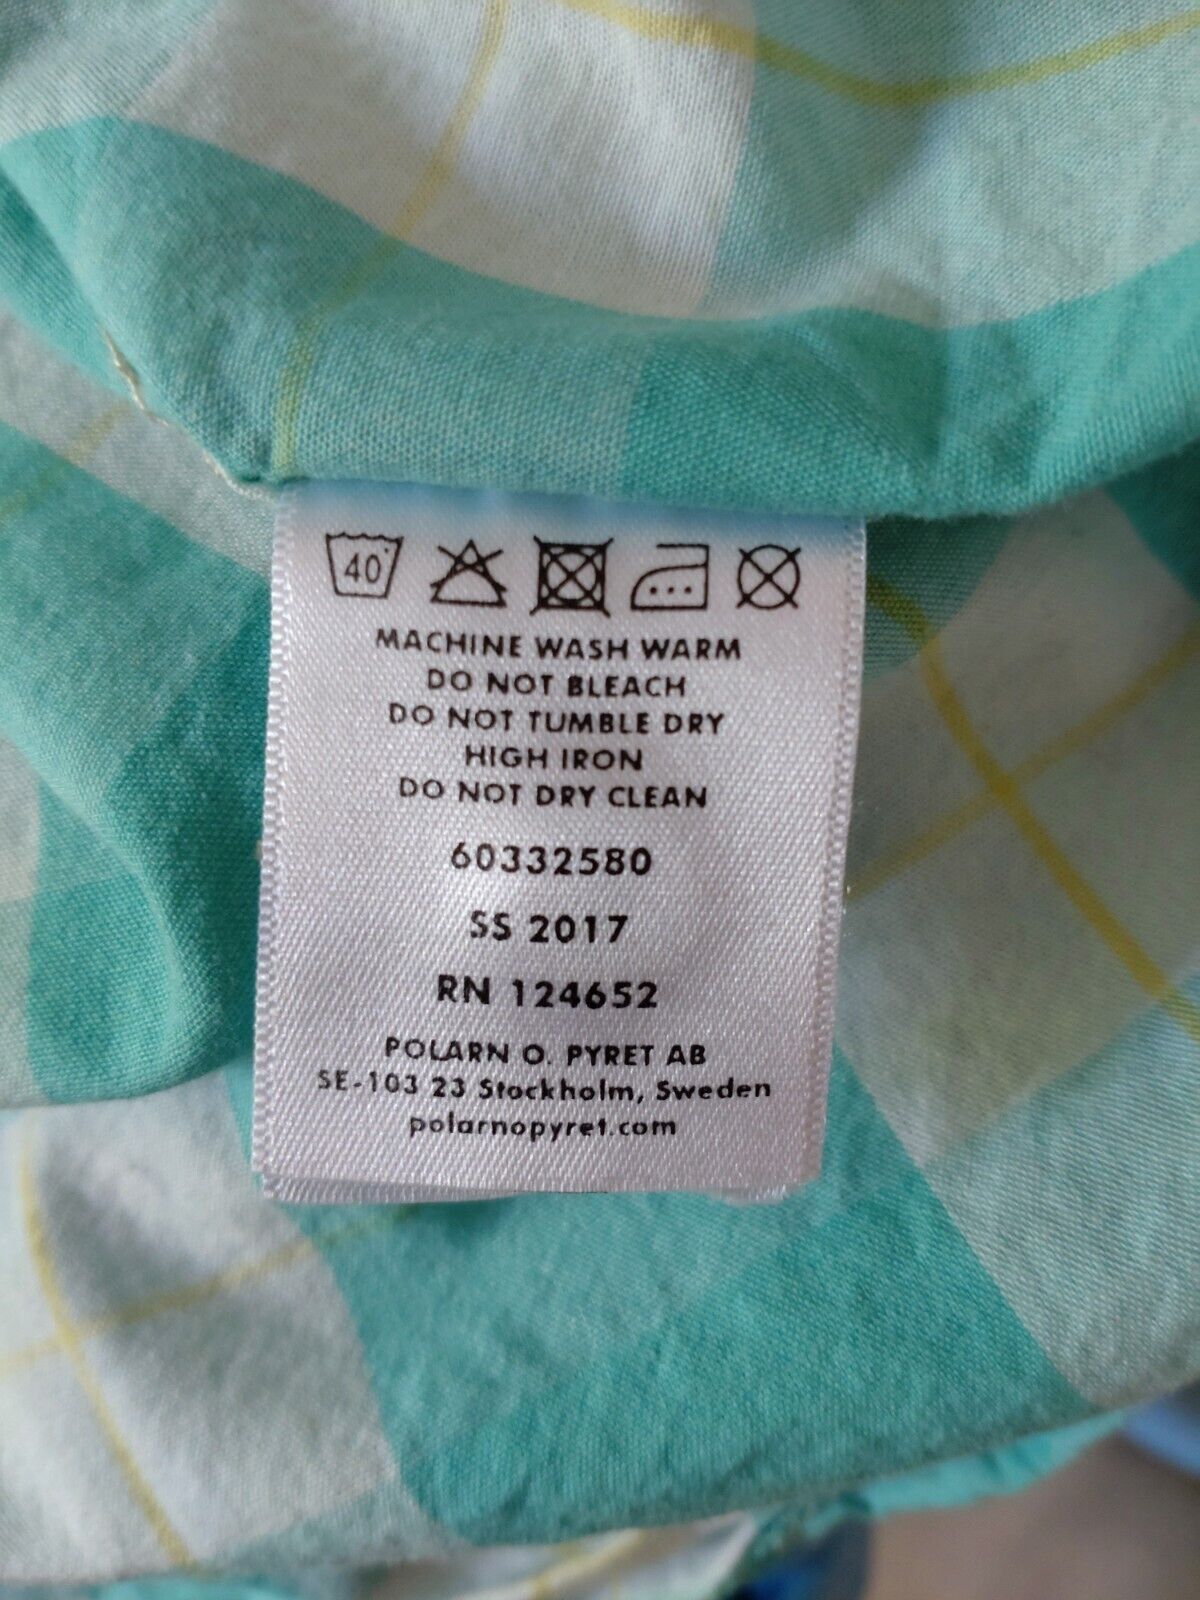 40°
MACHINE WASH WARM
DO NOT BLEACH
DO NOT TUMBLE DRY
HIGH IRON
DO NOT DRY CLEAN
60332580
SS 2017
RN 124652
POLARN O. PYRET AB
SE-103 23 Stockholm, Sweden
polarnopyret.com